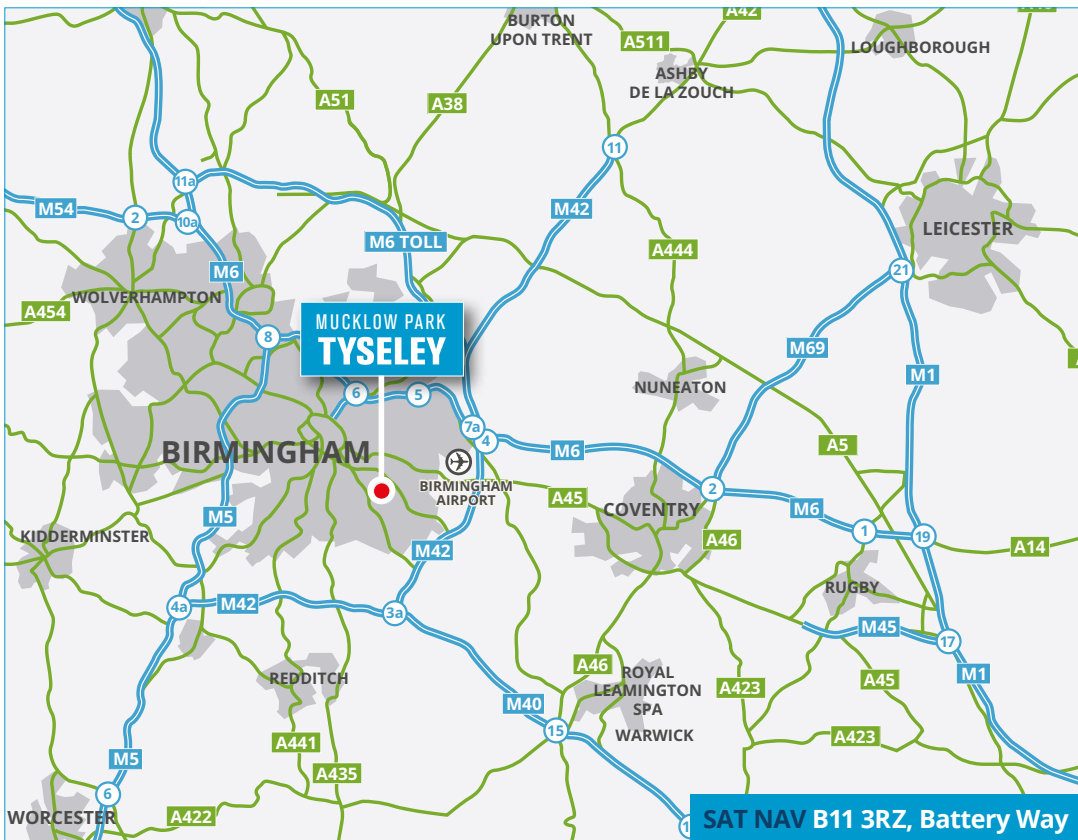 BURTON
UPON TRENT
A42
A511
LOUGHBOROUGH
ASHBY
DE LA ZOUCH
A51
A38
11
11a
M54
2
10a
M42
M6 TOLL
LEICESTER
A444
M6
21
WOLVERHAMPTON
A454
MUCKLOW PARK
TYSELEY
8
M69
M1
NUNEATON
6
5
7a
4
A5
BIRMINGHAM
M6
BIRMINGHAM
AIRPORT
2
A45
M5
COVENTRY
M6
KIDDERMINSTER
A46
1
19
A14
M42
RUGBY
4a
M42
3a
M45
17
A46
ROYAL
LEAMINGTON
SPA
WARWICK
REDDITCH
A423
A45
M1
M40
15
A441
A423
M5
A435
6
WORCESTER
A422
SAT NAV B11 3RZ, Battery Way